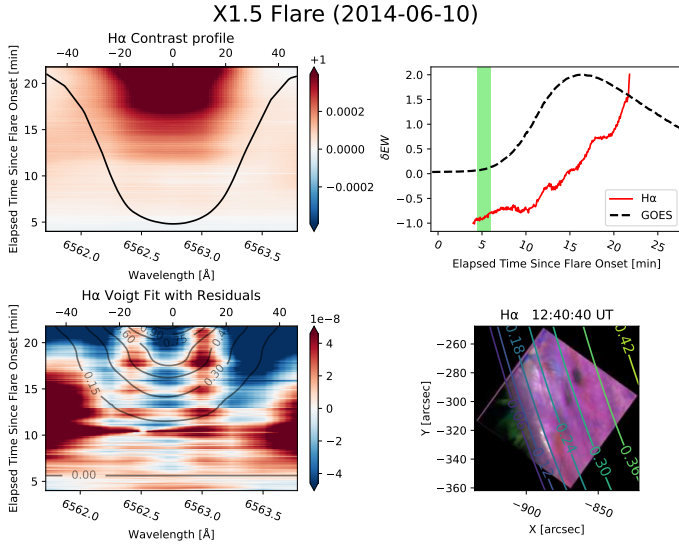 X1.5 Flare (2014-06-10)
Hα Contrast profile
−40 −20 0 20 40
Elapsed Time Since Flare Onset [min]
20
15
10
5
6562.0 6562.5 6563.0 6563.5
Wavelength [Å]
+1
0.0002
0.0000
−0.0002
δEW
2.0
1.5
1.0
0.5
0.0
−0.5
−1.0
Hα
GOES
0 5 10 15 20 25
Elapsed Time Since Flare Onset [min]
Hα Voigt Fit with Residuals
−40 −20 0 20 40
Elapsed Time Since Flare Onset [min]
20
15
10
5
0.60
0.15
0.30
0.00
6562.0 6562.5 6563.0 6563.5
Wavelength [Å]
1e−8
4
2
0
−2
−4
Hα 12:40:40 UT
Y [arcsec]
−260
−280
−300
−320
−340
−360
0.18
0.24
0.30
0.36
0.42
−900 −850
X [arcsec]